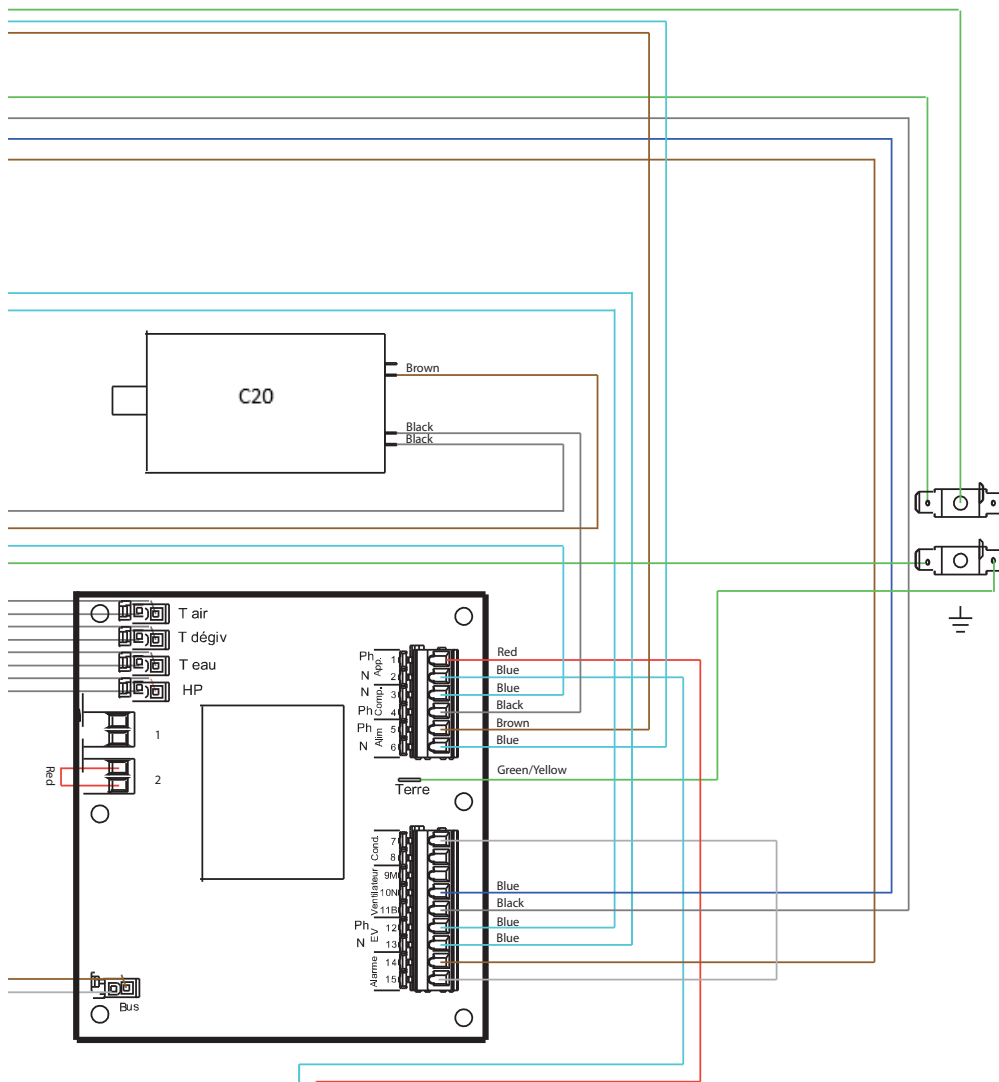 Brown
C20
Black
Black
T air
T dégiv
T eau
HP
1
2
Red
Ph
N
N
Ph
Ph
N
App.
Comp.
Alim
1
2
3
4
5
6
Red
Blue
Blue
Black
Brown
Blue
Green/Yellow
Terre
Cond.
Ventilateur
Ph
N
EV
Alarme
7
8
9M
10N
11B
12
13
14
15
Blue
Black
Blue
Blue
Bus